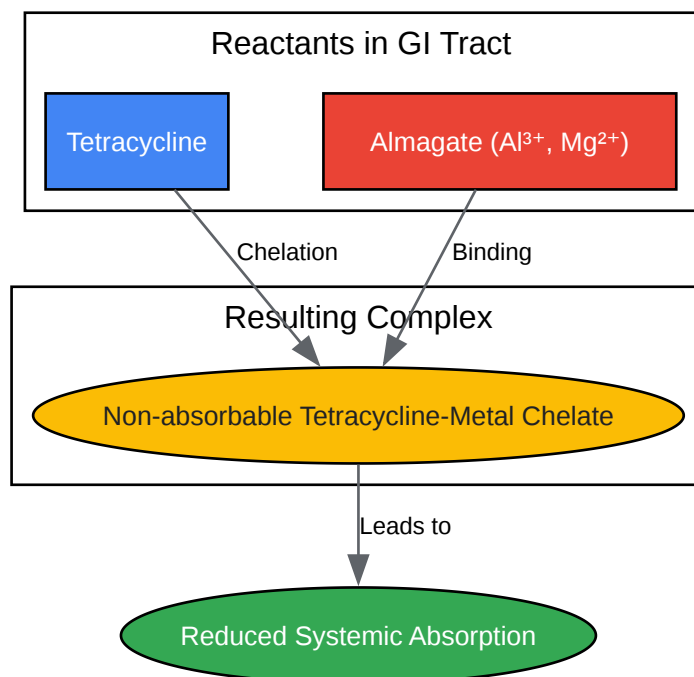 Reactants in GI Tract
Tetracycline
Almagate (Al³⁺, Mg²⁺)
Chelation
Binding
Resulting Complex
Non-absorbable Tetracycline-Metal Chelate
Leads to
Reduced Systemic Absorption